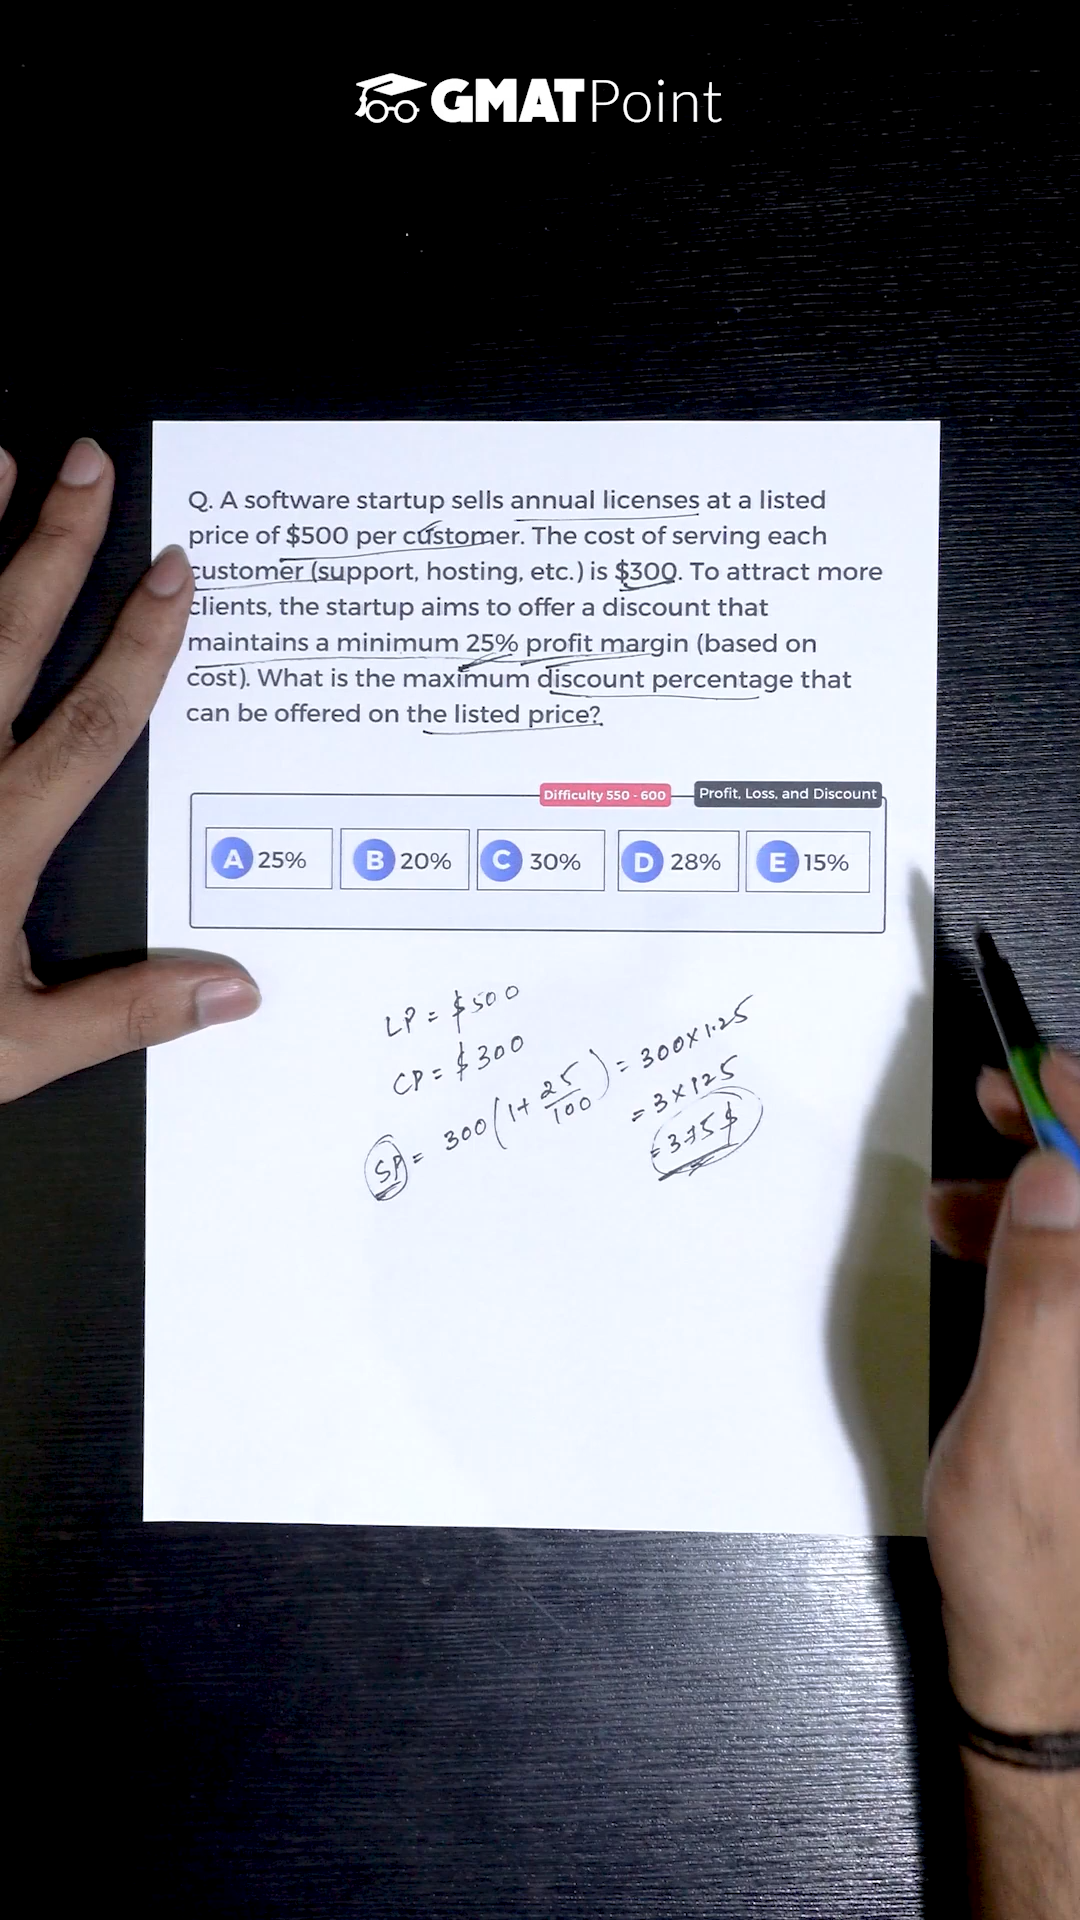 GMATPoint
Q. A software startup sells annual licenses at a listed
price of $500 per customer. The cost of serving each
customer (support, hosting, etc.) is $300. To attract more
clients, the startup aims to offer a discount that
maintains a minimum 25% profit margin (based on
cost). What is the maximum discount percentage that
can be offered on the listed price?
Difficulty 550 - 600
Profit, Loss, and Discount
A 25%
B 20%
C 30%
D 28%
E 15%
LP = $500
CP = $300
SP = 300 (1 + 25/100) = 300 x 1.25
= 3 x 125
= 375 $